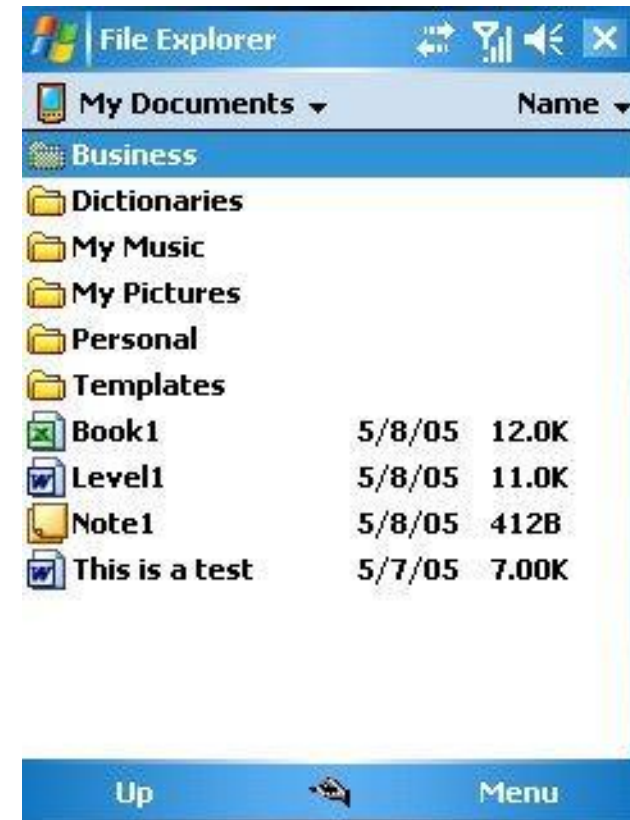 File Explorer
My Documents Name
Business
Dictionaries
My Music
My Pictures
Personal
Templates
Book1 5/8/05 12.0K
Level1 5/8/05 11.0K
Note1 5/8/05 412B
This is a test 5/7/05 7.00K
Up Menu